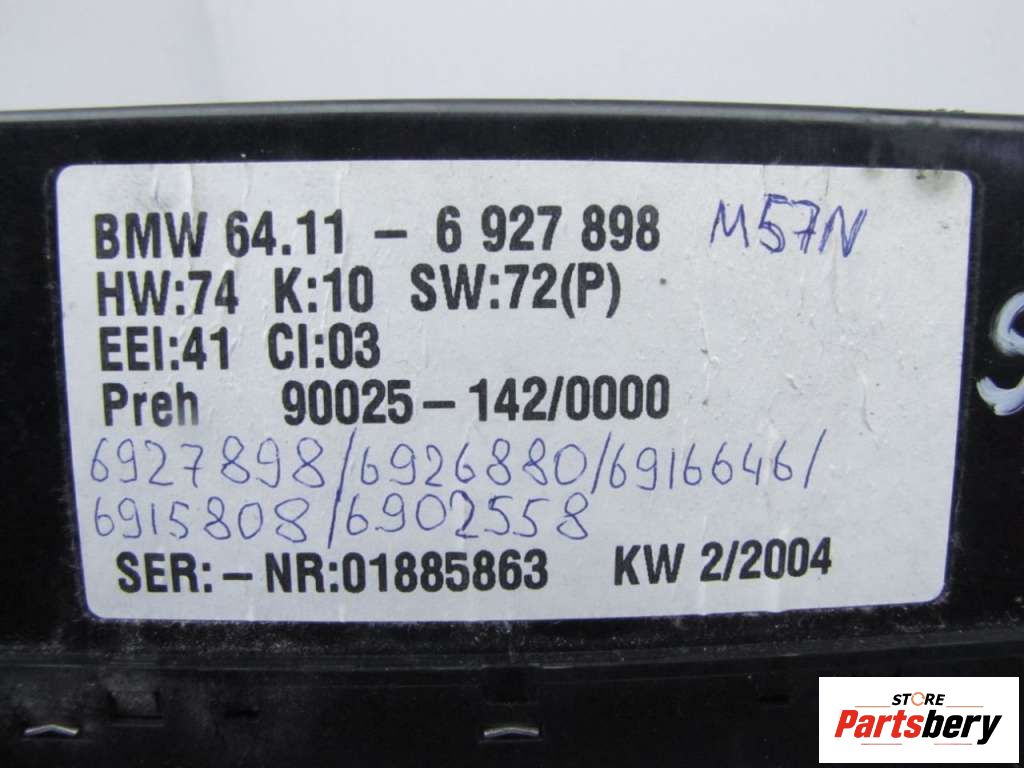 BMW 64.11 - 6 927 898 M57N
HW:74 K:10 SW:72(P)
EEI:41 CI:03
Preh 90025-142/0000
6927898/6926880/6916646/
6915808/6902558
SER:-NR:01885863 KW 2/2004
STORE
Partsbery